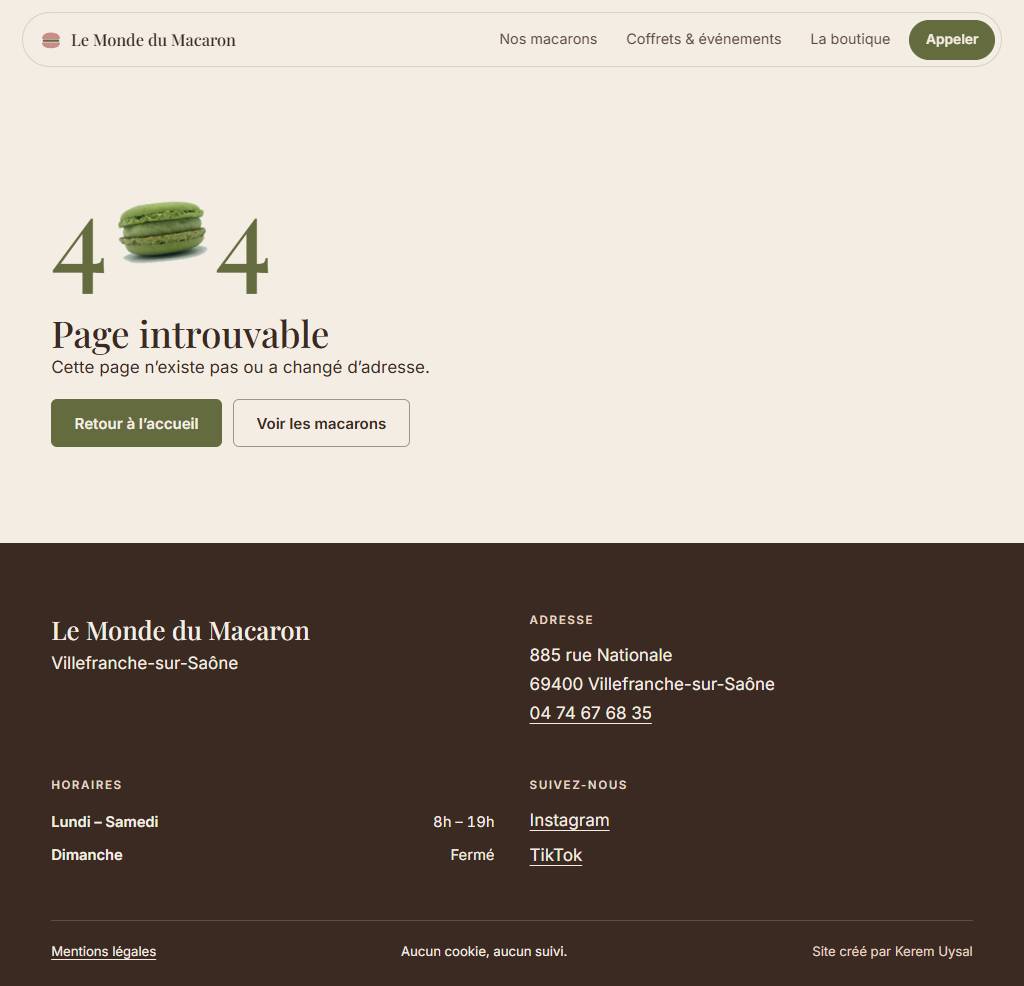 Le Monde du Macaron
Nos macarons
Coffrets & événements
La boutique
Appeler
4 4
Page introuvable
Cette page n’existe pas ou a changé d’adresse.
Retour à l’accueil
Voir les macarons
Le Monde du Macaron
Villefranche-sur-Saône
ADRESSE
885 rue Nationale
69400 Villefranche-sur-Saône
04 74 67 68 35
HORAIRES
Lundi – Samedi 8h – 19h
Dimanche Fermé
SUIVEZ-NOUS
Instagram
TikTok
Mentions légales
Aucun cookie, aucun suivi.
Site créé par Kerem Uysal